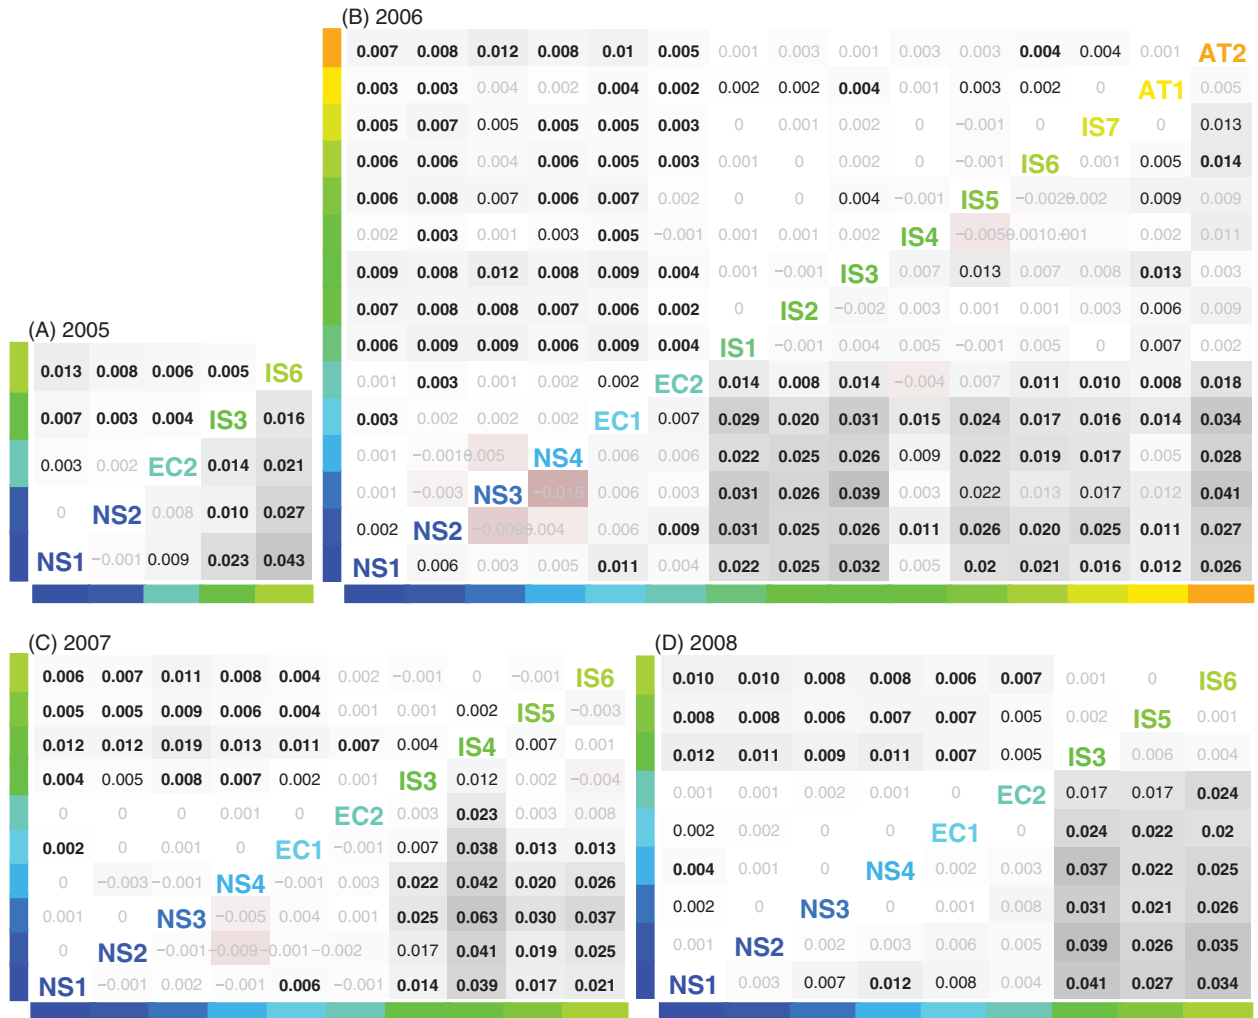 (B) 2006
0.007 0.008 0.012 0.008 0.01 0.005 0.001 0.003 0.001 0.003 0.003 0.004 0.004 0.001 AT2
0.003 0.003 0.004 0.002 0.004 0.002 0.002 0.002 0.004 0.001 0.003 0.002 0 AT1 0.005
0.005 0.007 0.005 0.005 0.005 0.003 0 0.001 0.002 0 −0.001 0 IS7 0 0.013
0.006 0.006 0.004 0.006 0.005 0.003 0.001 0 0.002 0 −0.001 IS6 0.001 0.005 0.014
0.006 0.008 0.007 0.006 0.007 0.002 0 0 0.004 −0.001 IS5 −0.002 −0.002 0.009 0.009
0.002 0.003 0.001 0.003 0.005 −0.001 0.001 0.001 0.002 IS4 −0.005 −0.001 −0.001 0.002 0.011
0.009 0.008 0.012 0.008 0.009 0.004 0.001 −0.001 IS3 0.007 0.013 0.007 0.008 0.013 0.003
0.007 0.008 0.008 0.007 0.006 0.002 0 IS2 −0.002 0.003 0.001 0.001 0.003 0.006 0.009
0.006 0.009 0.009 0.006 0.009 0.004 IS1 −0.001 0.004 0.005 −0.001 0.005 0 0.007 0.002
0.001 0.003 0.001 0.002 0.002 EC2 0.014 0.008 0.014 −0.004 0.007 0.011 0.010 0.008 0.018
0.003 0.002 0.002 0.002 EC1 0.007 0.029 0.020 0.031 0.015 0.024 0.017 0.016 0.014 0.034
0.001 −0.001 −0.005 NS4 0.006 0.006 0.022 0.025 0.026 0.009 0.022 0.019 0.017 0.005 0.028
0.001 −0.003 NS3 −0.015 0.006 0.003 0.031 0.026 0.039 0.003 0.022 0.013 0.017 0.012 0.041
0.002 NS2 −0.009 −0.004 0.006 0.009 0.031 0.025 0.026 0.011 0.026 0.020 0.025 0.011 0.027
NS1 0.006 0.003 0.005 0.011 0.004 0.022 0.025 0.032 0.005 0.02 0.021 0.016 0.012 0.026
(A) 2005
0.013 0.008 0.006 0.005 IS6
0.007 0.003 0.004 IS3 0.016
0.003 0.002 EC2 0.014 0.021
0 NS2 0.008 0.010 0.027
NS1 −0.001 0.009 0.023 0.043
(C) 2007
0.006 0.007 0.011 0.008 0.004 0.002 −0.001 0 −0.001 IS6
0.005 0.005 0.009 0.006 0.004 0.001 0.001 0.002 IS5 −0.003
0.012 0.012 0.019 0.013 0.011 0.007 0.004 IS4 0.007 0.001
0.004 0.005 0.008 0.007 0.002 0.001 IS3 0.012 0.002 −0.004
0 0 0 0.001 0 EC2 0.003 0.023 0.003 0.008
0.002 0 0.001 0 EC1 −0.001 0.007 0.038 0.013 0.013
0 −0.003 −0.001 NS4 −0.001 0.003 0.022 0.042 0.020 0.026
0.001 0 NS3 −0.005 0.004 0.001 0.025 0.063 0.030 0.037
0 NS2 −0.001 −0.009 −0.001 −0.002 0.017 0.041 0.019 0.025
NS1 −0.001 0.002 −0.001 0.006 −0.001 0.014 0.039 0.017 0.021
(D) 2008
0.010 0.010 0.008 0.008 0.006 0.007 0.001 0 IS6
0.008 0.008 0.006 0.007 0.007 0.005 0.002 IS5 0.001
0.012 0.011 0.009 0.011 0.007 0.005 IS3 0.006 0.004
0.001 0.001 0.002 0.001 0 EC2 0.017 0.017 0.024
0.002 0.002 0 0 EC1 0 0.024 0.022 0.02
0.004 0.001 0 NS4 0.002 0.003 0.037 0.022 0.025
0.002 0 NS3 0 0.001 0.008 0.031 0.021 0.026
0.001 NS2 0.002 0.003 0.006 0.005 0.039 0.026 0.035
NS1 0.003 0.007 0.012 0.008 0.004 0.041 0.027 0.034